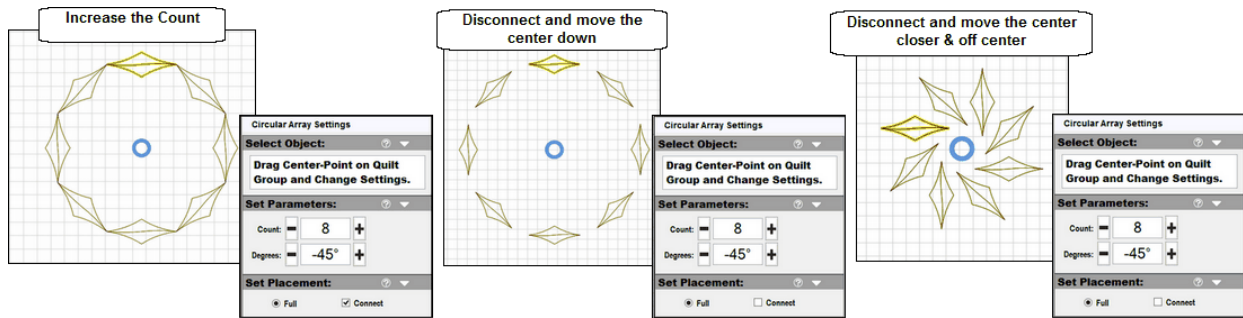 Increase the Count
Circular Array Settings
Select Object:
Drag Center-Point on Quilt
Group and Change Settings.
Set Parameters:
Count: 8
Degrees: -45°
Set Placement:
Full Connect
Disconnect and move the
center down
Circular Array Settings
Select Object:
Drag Center-Point on Quilt
Group and Change Settings.
Set Parameters:
Count: 8
Degrees: -45°
Set Placement:
Full Connect
Disconnect and move the center
closer & off center
Circular Array Settings
Select Object:
Drag Center-Point on Quilt
Group and Change Settings.
Set Parameters:
Count: 8
Degrees: -45°
Set Placement:
Full Connect